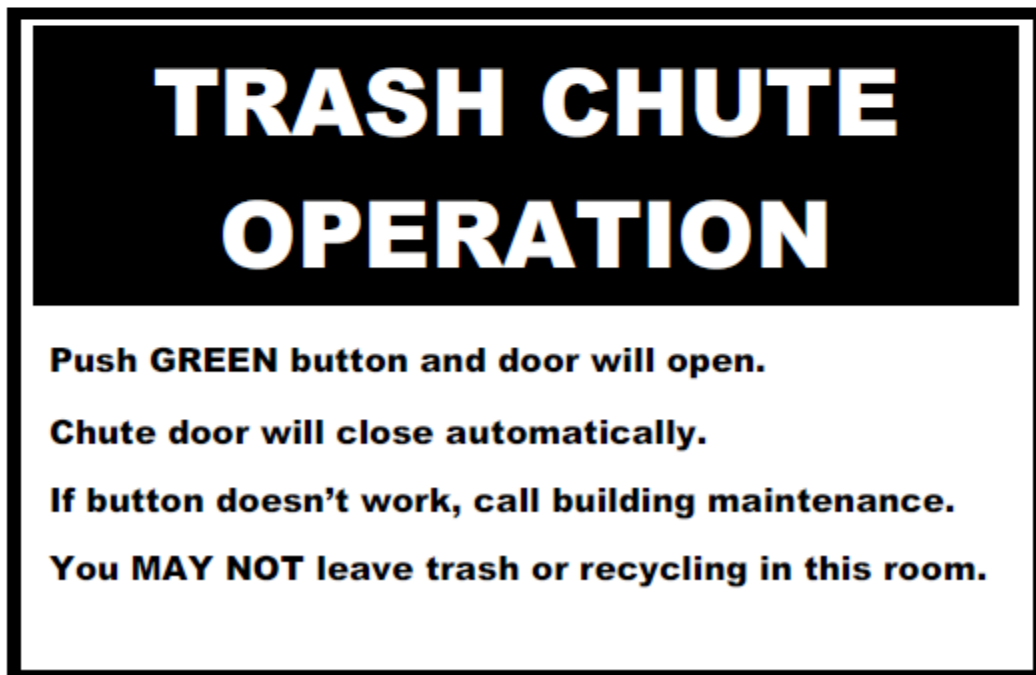 TRASH CHUTE
OPERATION
Push GREEN button and door will open.
Chute door will close automatically.
If button doesn’t work, call building maintenance.
You MAY NOT leave trash or recycling in this room.